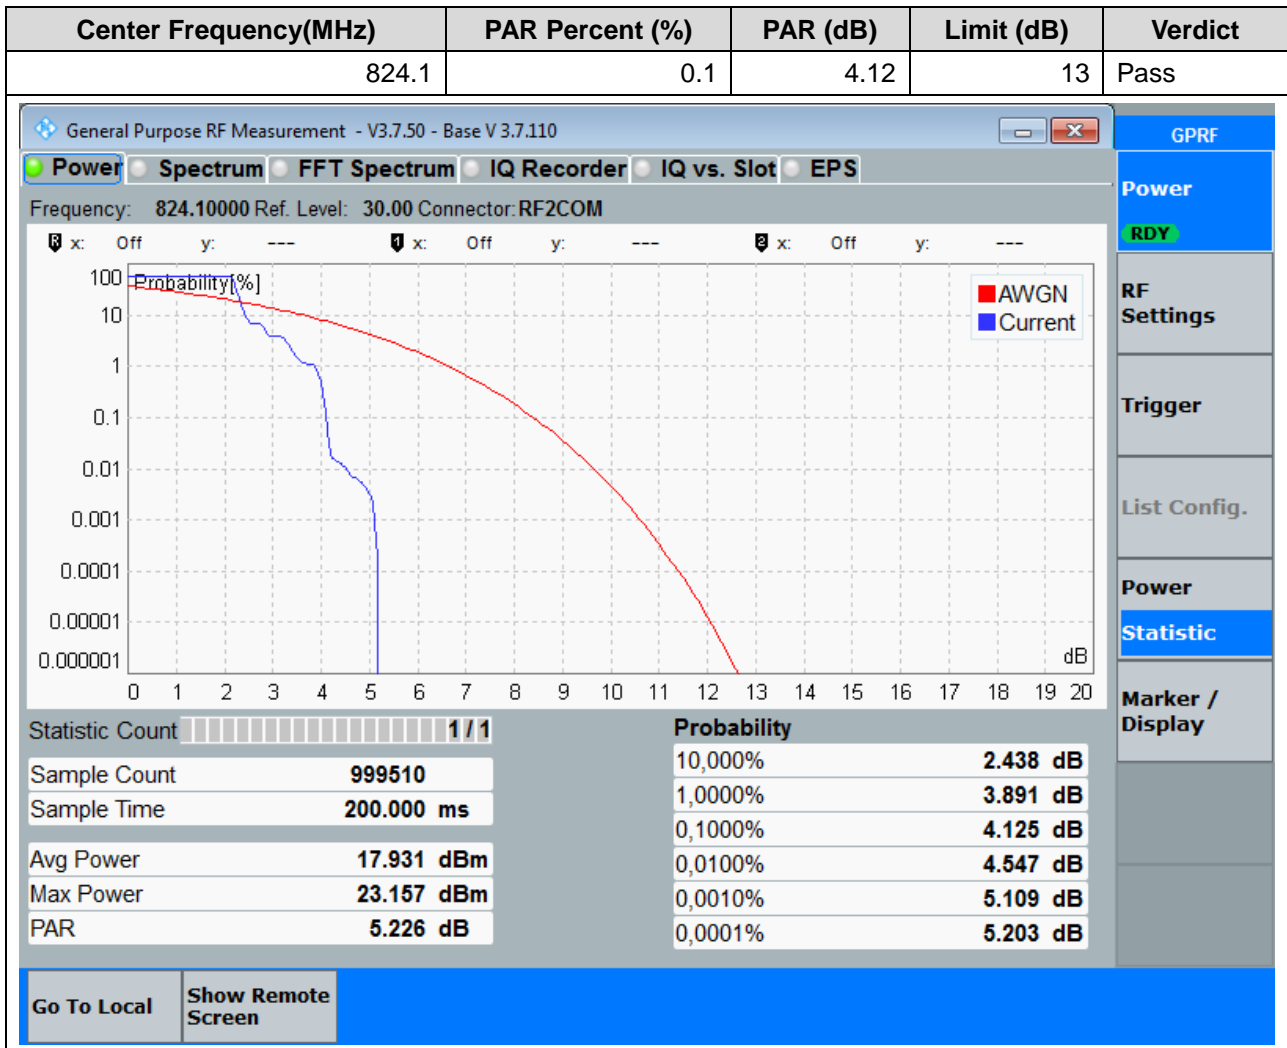 Center Frequency(MHz) PAR Percent (%) PAR (dB) Limit (dB) Verdict
824.1 0.1 4.12 13 Pass
General Purpose RF Measurement - V3.7.50 - Base V 3.7.110
GPRF
Power Spectrum FFT Spectrum IQ Recorder IQ vs. Slot EPS
Power
RDY
Frequency: 824.10000 Ref. Level: 30.00 Connector: RF2COM
R x: Off y: --- 1 x: Off y: --- 2 x: Off y: ---
Probability[%]
100
10
1
0.1
0.01
0.001
0.0001
0.00001
0.000001
AWGN
Current
dB
0 1 2 3 4 5 6 7 8 9 10 11 12 13 14 15 16 17 18 19 20
RF
Settings
Trigger
List Config.
Power
Statistic
Marker /
Display
Statistic Count 1 / 1
Sample Count 999510
Sample Time 200.000 ms
Avg Power 17.931 dBm
Max Power 23.157 dBm
PAR 5.226 dB
Probability
10,000% 2.438 dB
1,0000% 3.891 dB
0,1000% 4.125 dB
0,0100% 4.547 dB
0,0010% 5.109 dB
0,0001% 5.203 dB
Go To Local
Show Remote
Screen